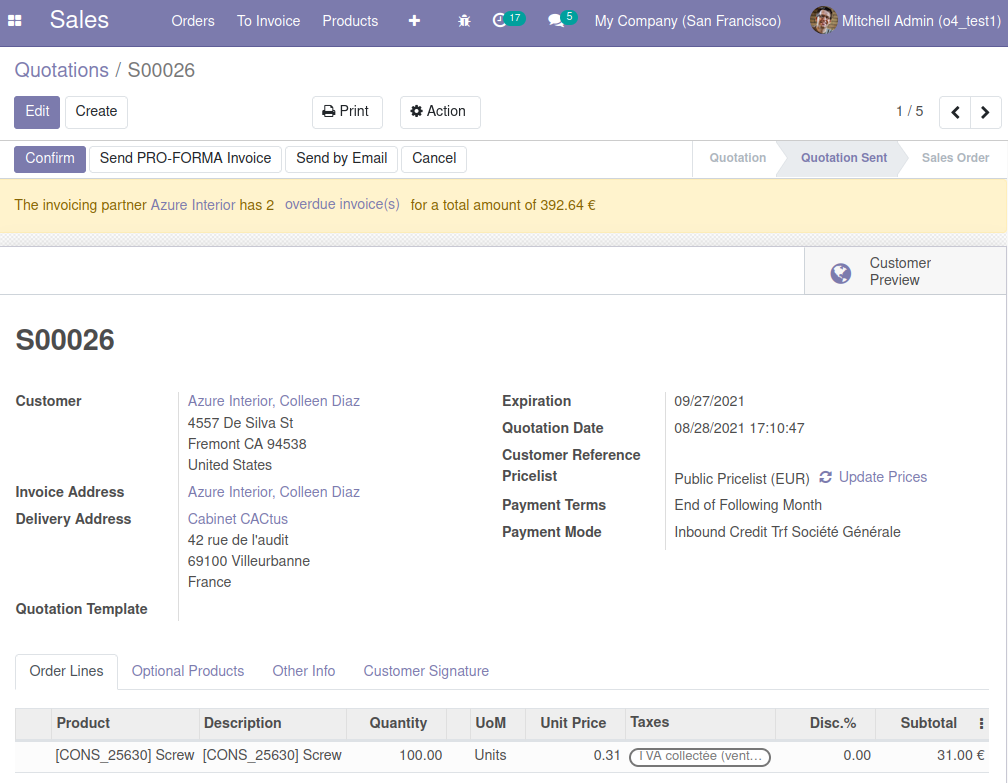 Sales Orders To Invoice Products 17 5 My Company (San Francisco) Mitchell Admin (o4_test1)
Quotations / S00026
Edit Create Print Action 1 / 5
Confirm Send PRO-FORMA Invoice Send by Email Cancel Quotation Quotation Sent Sales Order
The invoicing partner Azure Interior has 2 overdue invoice(s) for a total amount of 392.64 €
Customer
Preview
S00026
Customer Azure Interior, Colleen Diaz
4557 De Silva St
Fremont CA 94538
United States
Invoice Address Azure Interior, Colleen Diaz
Delivery Address Cabinet CACtus
42 rue de l'audit
69100 Villeurbanne
France
Quotation Template
Expiration 09/27/2021
Quotation Date 08/28/2021 17:10:47
Customer Reference
Pricelist Public Pricelist (EUR) Update Prices
Payment Terms End of Following Month
Payment Mode Inbound Credit Trf Société Générale
Order Lines Optional Products Other Info Customer Signature
Product Description Quantity UoM Unit Price Taxes Disc.% Subtotal
[CONS_25630] Screw [CONS_25630] Screw 100.00 Units 0.31 TVA collectée (vent... 0.00 31.00 €